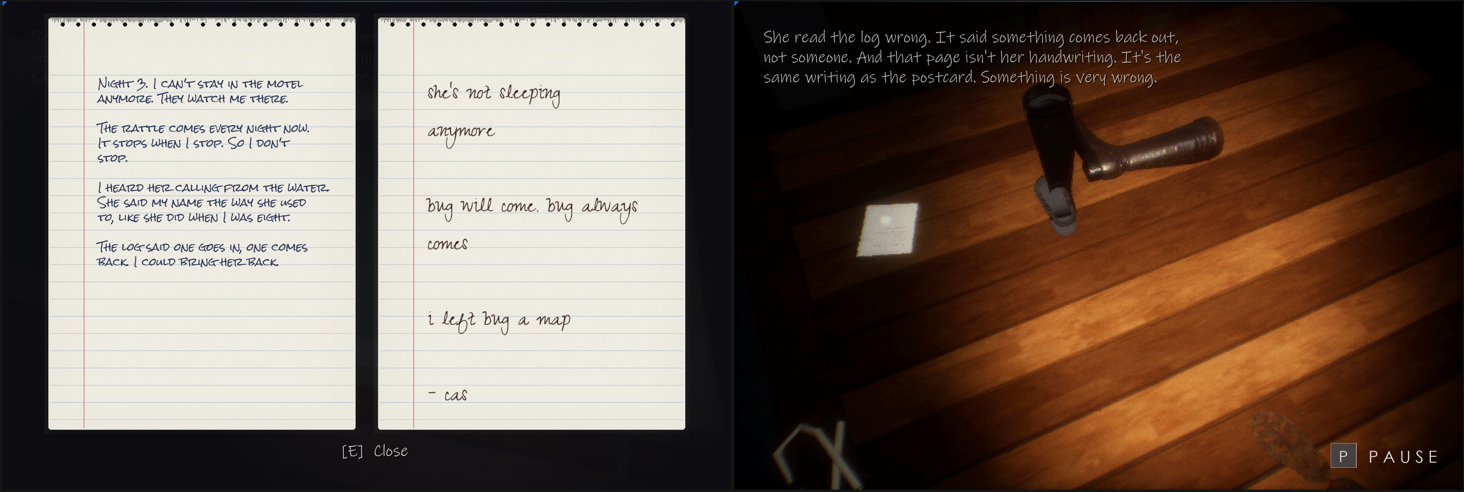 NIGHT 3. I CAN'T STAY IN THE MOTEL
ANYMORE. THEY WATCH ME THERE.
THE RATTLE COMES EVERY NIGHT NOW.
IT STOPS WHEN I STOP. SO I DON'T
STOP.
I HEARD HER CALLING FROM THE WATER.
SHE SAID MY NAME THE WAY SHE USED
TO, LIKE SHE DID WHEN I WAS EIGHT.
THE LOG SAID ONE GOES IN, ONE COMES
BACK. I COULD BRING HER BACK.
she's not sleeping
anymore
bug will come. bug always
comes
i left bug a map
- cas
[E] Close
She read the log wrong. It said something comes back out,
not someone. And that page isn't her handwriting. It's the
same writing as the postcard. Something is very wrong.
P PAUSE